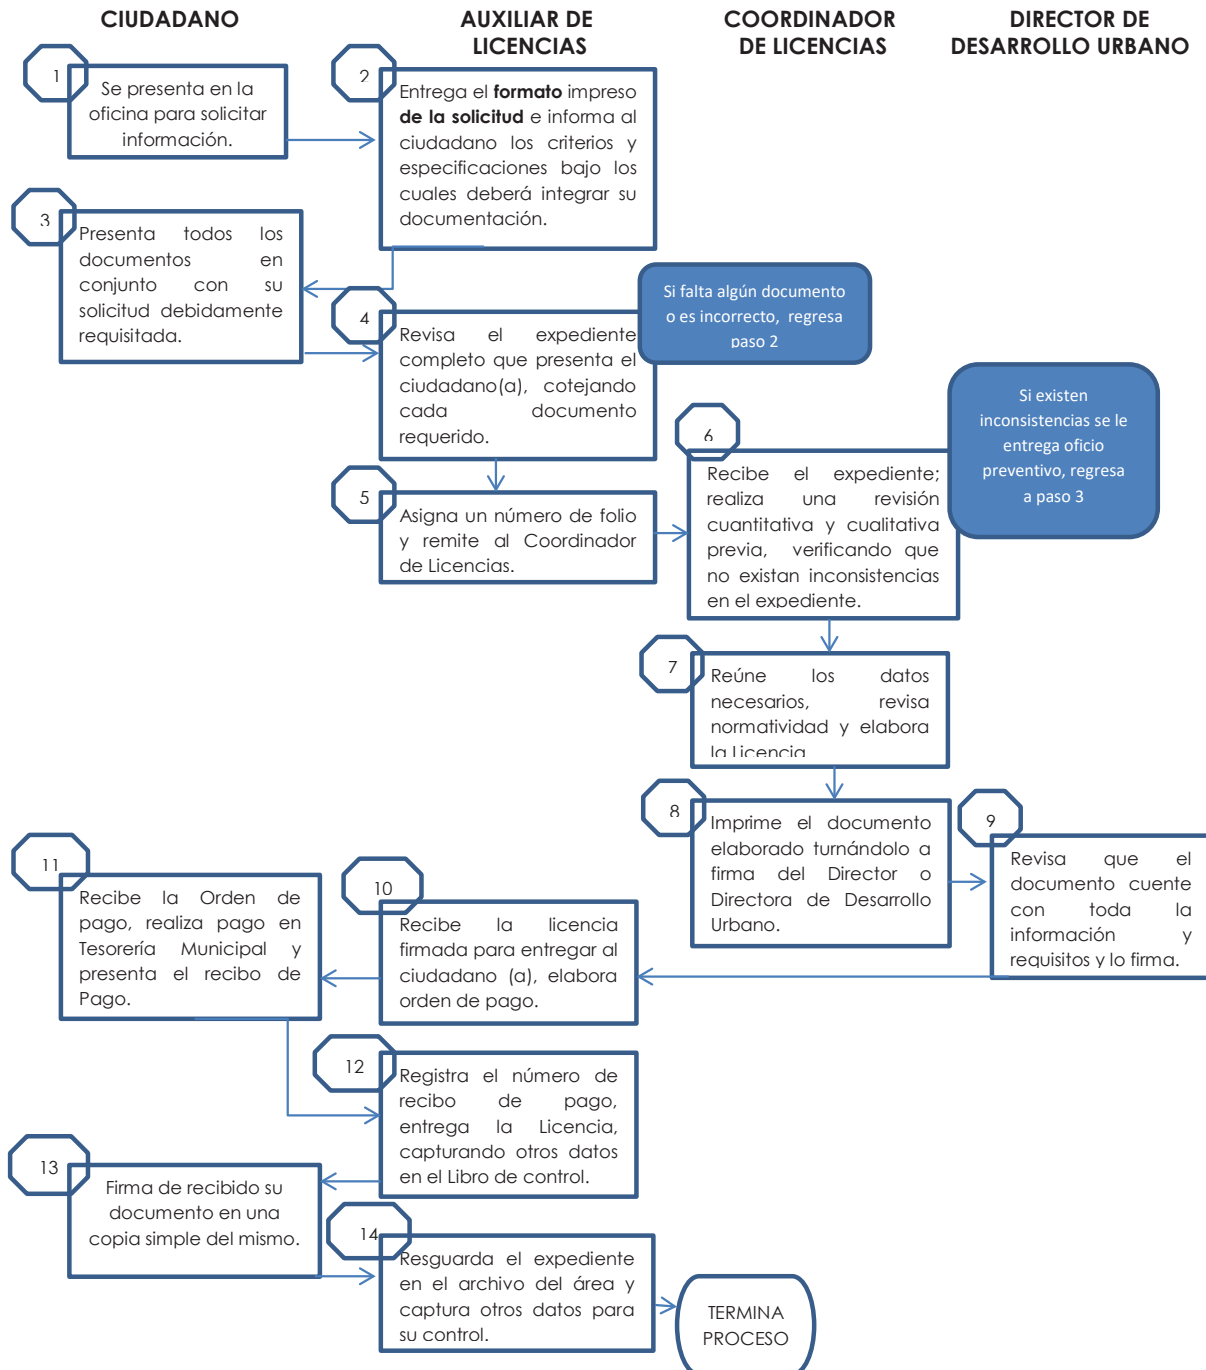 CIUDADANO
AUXILIAR DE
LICENCIAS
COORDINADOR
DE LICENCIAS
DIRECTOR DE
DESARROLLO URBANO
1
Se presenta en la
oficina para solicitar
información.
2
Entrega el formato impreso
de la solicitud e informa al
ciudadano los criterios y
especificaciones bajo los
cuales deberá integrar su
documentación.
3
Presenta todos los
documentos en
conjunto con su
solicitud debidamente
requisitada.
4
Revisa el expediente
completo que presenta el
ciudadano(a), cotejando
cada documento
requerido.
Si falta algún documento
o es incorrecto, regresa
paso 2
5
Asigna un número de folio
y remite al Coordinador
de Licencias.
6
Recibe el expediente;
realiza una revisión
cuantitativa y cualitativa
previa, verificando que
no existan inconsistencias
en el expediente.
Si existen
inconsistencias se le
entrega oficio
preventivo, regresa
a paso 3
7
Reúne los datos
necesarios, revisa
normatividad y elabora
la Licencia
8
Imprime el documento
elaborado turnándolo a
firma del Director o
Directora de Desarrollo
Urbano.
9
Revisa que el
documento cuente
con toda la
información y
requisitos y lo firma.
10
Recibe la licencia
firmada para entregar al
ciudadano (a), elabora
orden de pago.
11
Recibe la Orden de
pago, realiza pago en
Tesorería Municipal y
presenta el recibo de
Pago.
12
Registra el número de
recibo de pago,
entrega la Licencia,
capturando otros datos
en el Libro de control.
13
Firma de recibido su
documento en una
copia simple del mismo.
14
Resguarda el expediente
en el archivo del área y
captura otros datos para
su control.
TERMINA
PROCESO